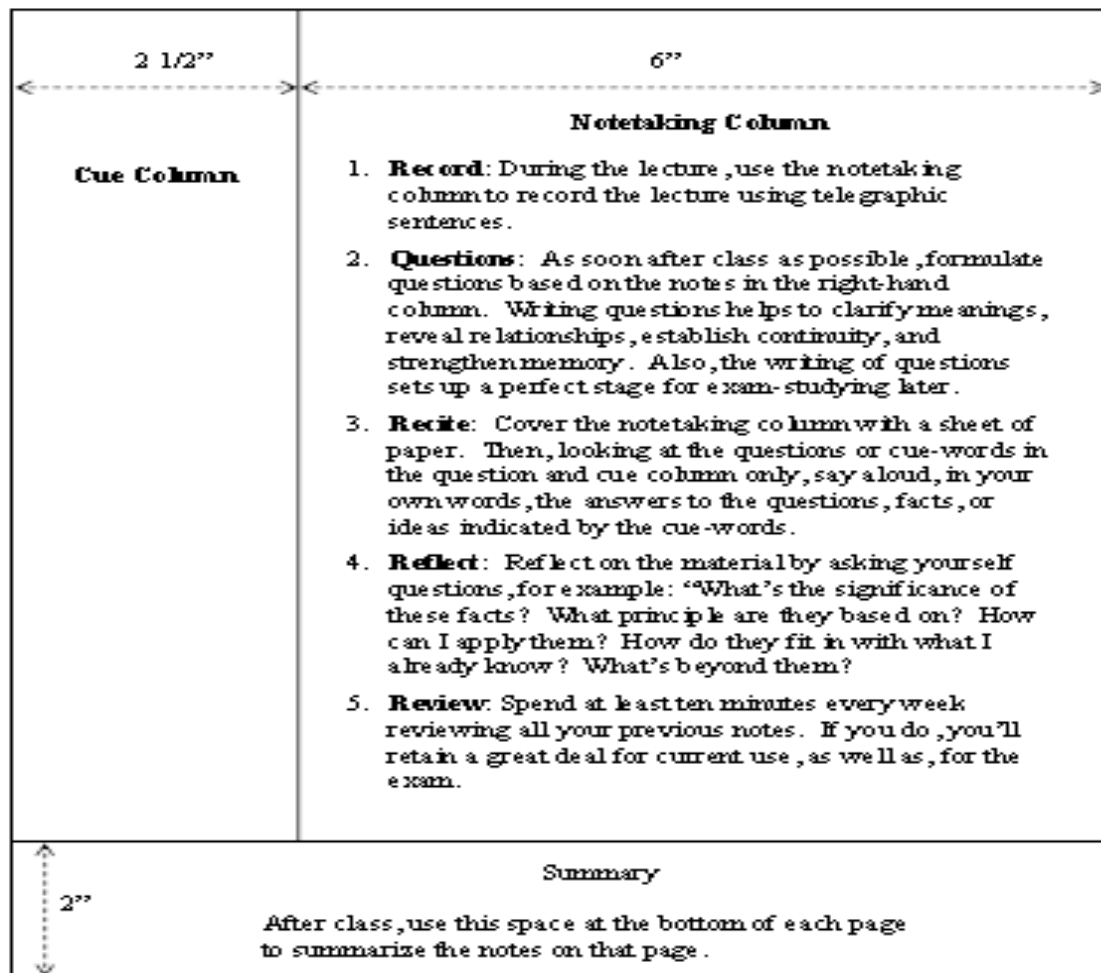 2 1/2”
6”
Notetaking Column
Cue Column
1. Record: During the lecture, use the notetaking
column to record the lecture using telegraphic
sentences.
2. Questions: As soon after class as possible, formulate
questions based on the notes in the right-hand
column. Writing questions helps to clarify meanings,
reveal relationships, establish continuity, and
strengthen memory. Also, the writing of questions
sets up a perfect stage for exam-studying later.
3. Recite: Cover the notetaking column with a sheet of
paper. Then, looking at the questions or cue-words in
the question and cue column only, say aloud, in your
own words, the answers to the questions, facts, or
ideas indicated by the cue-words.
4. Reflect: Reflect on the material by asking yourself
questions, for example: “What’s the significance of
these facts? What principle are they based on? How
can I apply them? How do they fit in with what I
already know? What’s beyond them?
5. Review: Spend at least ten minutes every week
reviewing all your previous notes. If you do, you’ll
retain a great deal for current use, as well as, for the
exam.
Summary
2”
After class, use this space at the bottom of each page
to summarize the notes on that page.